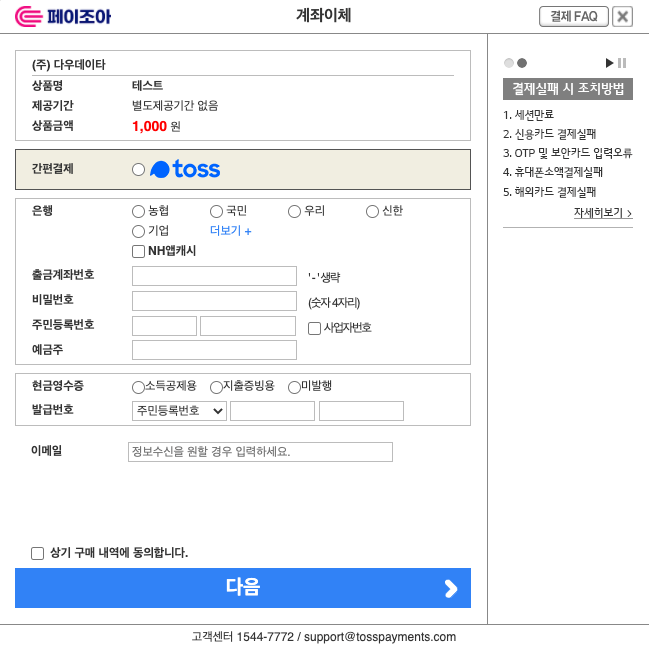 페이조아
계좌이체
결제 FAQ
(주) 다우데이타
상품명 테스트
제공기간 별도제공기간 없음
상품금액 1,000 원
간편결제 toss
은행 농협 국민 우리 신한
기업 더보기 +
NH앱캐시
출금계좌번호 '-'생략
비밀번호 (숫자 4자리)
주민등록번호 사업자번호
예금주
현금영수증 소득공제용 지출증빙용 미발행
발급번호 주민등록번호
이메일 정보수신을 원할 경우 입력하세요.
상기 구매 내역에 동의합니다.
다음
결제실패 시 조치방법
1. 세션만료
2. 신용카드 결제실패
3. OTP 및 보안카드 입력오류
4. 휴대폰소액결제실패
5. 해외카드 결제실패
자세히보기 >
고객센터 1544-7772 / support@tosspayments.com